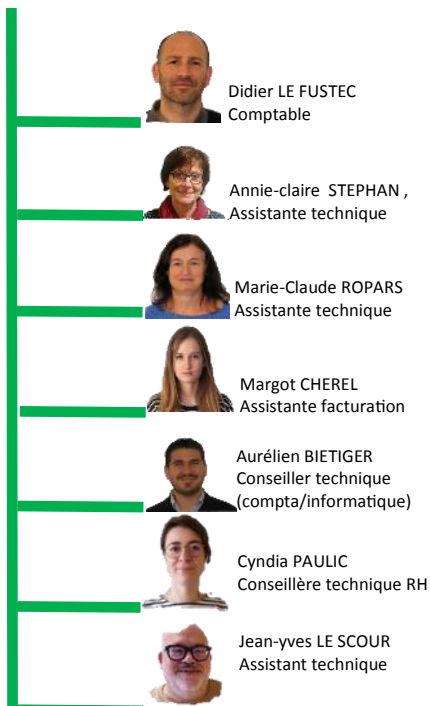 Didier LE FUSTEC
Comptable
Annie-claire STEPHAN ,
Assistante technique
Marie-Claude ROPARS
Assistante technique
Margot CHEREL
Assistante facturation
Aurélien BIETIGER
Conseiller technique
(compta/informatique)
Cyndia PAULIC
Conseillère technique RH
Jean-yves LE SCOUR
Assistant technique